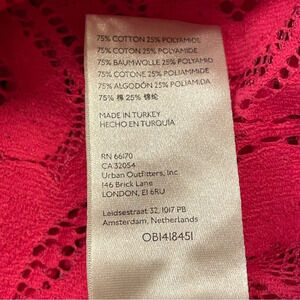 75% COTTON 25% POLYAMIDE
75% COTON 25% POLYAMIDE
75% BAUMWOLLE 25% POLYAMID
75% COTONE 25% POLIAMMIDE
75% ALGODÓN 25% POLIAMIDA
75% 棉 25% 锦纶
MADE IN TURKEY
HECHO EN TURQUÍA
RN 66170
CA 32054
Urban Outfitters, Inc
146 Brick Lane
LONDON, E1 6RU
Leidsestraat 32, 1017 PB
Amsterdam, Netherlands
OB1418451